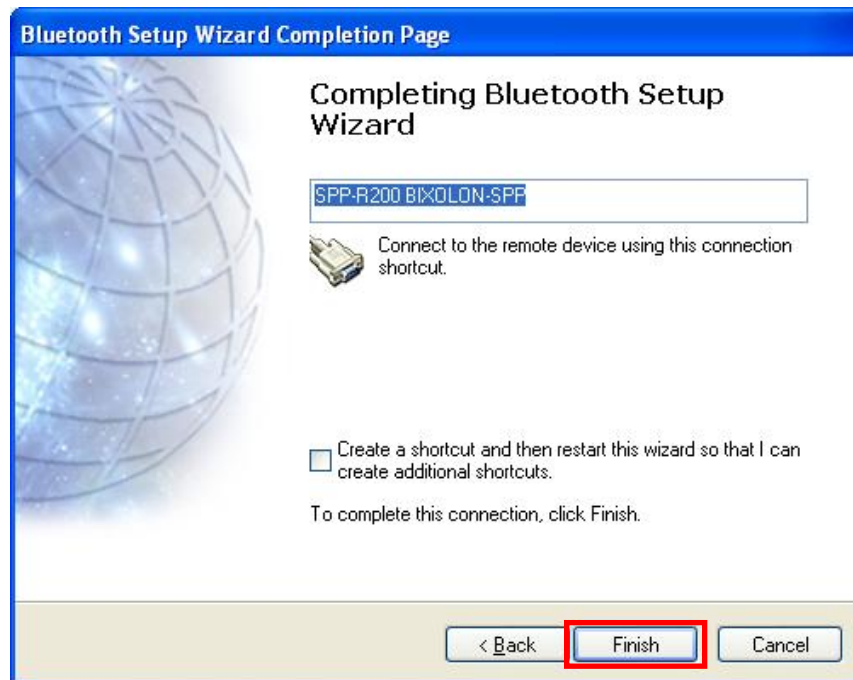 Bluetooth Setup Wizard Completion Page
Completing Bluetooth Setup
Wizard
SPP-R200 BIXOLON-SPP
Connect to the remote device using this connection
shortcut.
Create a shortcut and then restart this wizard so that I can
create additional shortcuts.
To complete this connection, click Finish.
< Back Finish Cancel